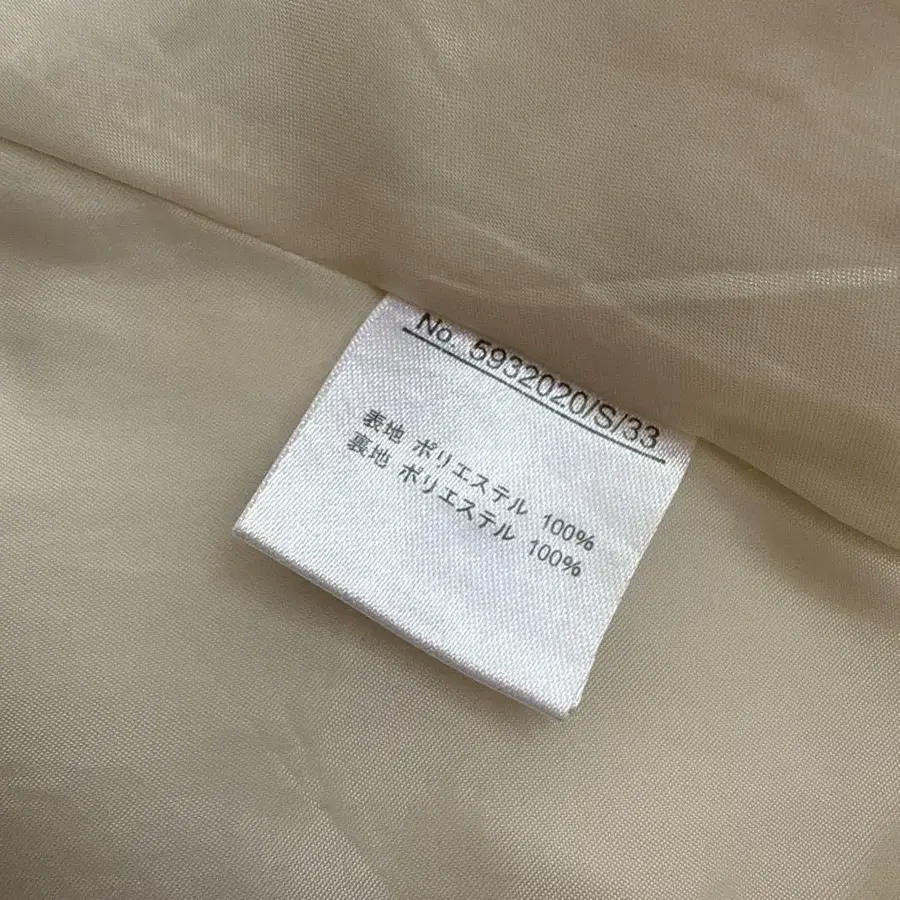 No. 5932020/S/33
表地 ポリエステル 100%
裏地 ポリエステル 100%